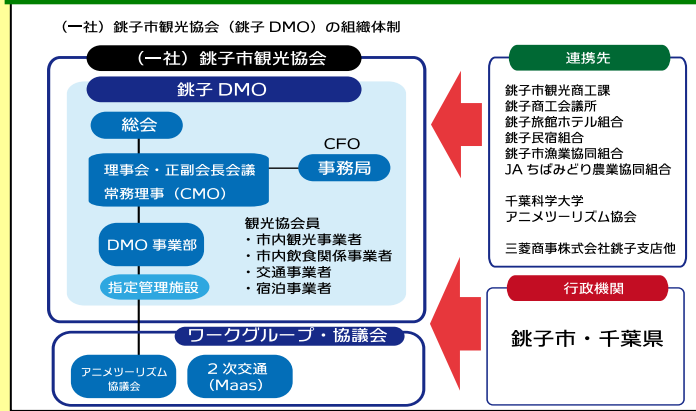 （一社）銚子市観光協会（銚子 DMO）の組織体制
（一社）銚子市観光協会
銚子 DMO
総会
理事会・正副会長会議
常務理事（CMO）
CFO
事務局
DMO 事業部
指定管理施設
観光協会員
・市内観光事業者
・市内飲食関係事業者
・交通事業者
・宿泊事業者
ワークグループ・協議会
アニメツーリズム
協議会
2 次交通
（Maas）
連携先
銚子市観光商工課
銚子商工会議所
銚子旅館ホテル組合
銚子民宿組合
銚子市漁業協同組合
JA ちばみどり農業協同組合
千葉科学大学
アニメツーリズム協会
三菱商事株式会社銚子支店他
行政機関
銚子市・千葉県